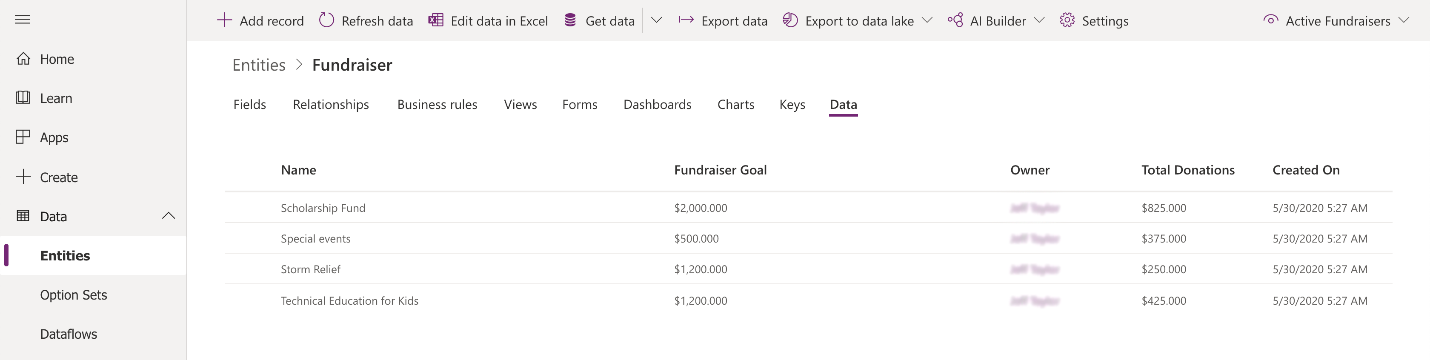 Add record Refresh data Edit data in Excel Get data Export data Export to data lake AI Builder Settings Active Fundraisers
Home
Learn
Apps
Create
Data
Entities
Option Sets
Dataflows
Entities > Fundraiser
Fields Relationships Business rules Views Forms Dashboards Charts Keys Data
Name Fundraiser Goal Owner Total Donations Created On
Scholarship Fund $2,000.000 $825.000 5/30/2020 5:27 AM
Special events $500.000 $375.000 5/30/2020 5:27 AM
Storm Relief $1,200.000 $250.000 5/30/2020 5:27 AM
Technical Education for Kids $1,200.000 $425.000 5/30/2020 5:27 AM